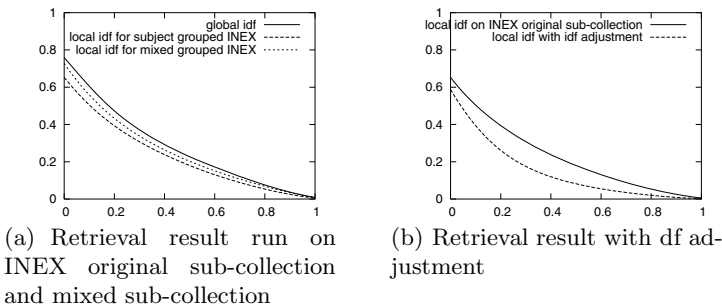 1
0.8
0.6
0.4
0.2
0
0 0.2 0.4 0.6 0.8 1
global idf
local idf for subject grouped INEX
local idf for mixed grouped INEX
(a) Retrieval result run on
INEX original sub-collection
and mixed sub-collection
1
0.8
0.6
0.4
0.2
0
0 0.2 0.4 0.6 0.8 1
local idf on INEX original sub-collection
local idf with idf adjustment
(b) Retrieval result with df ad-
justment